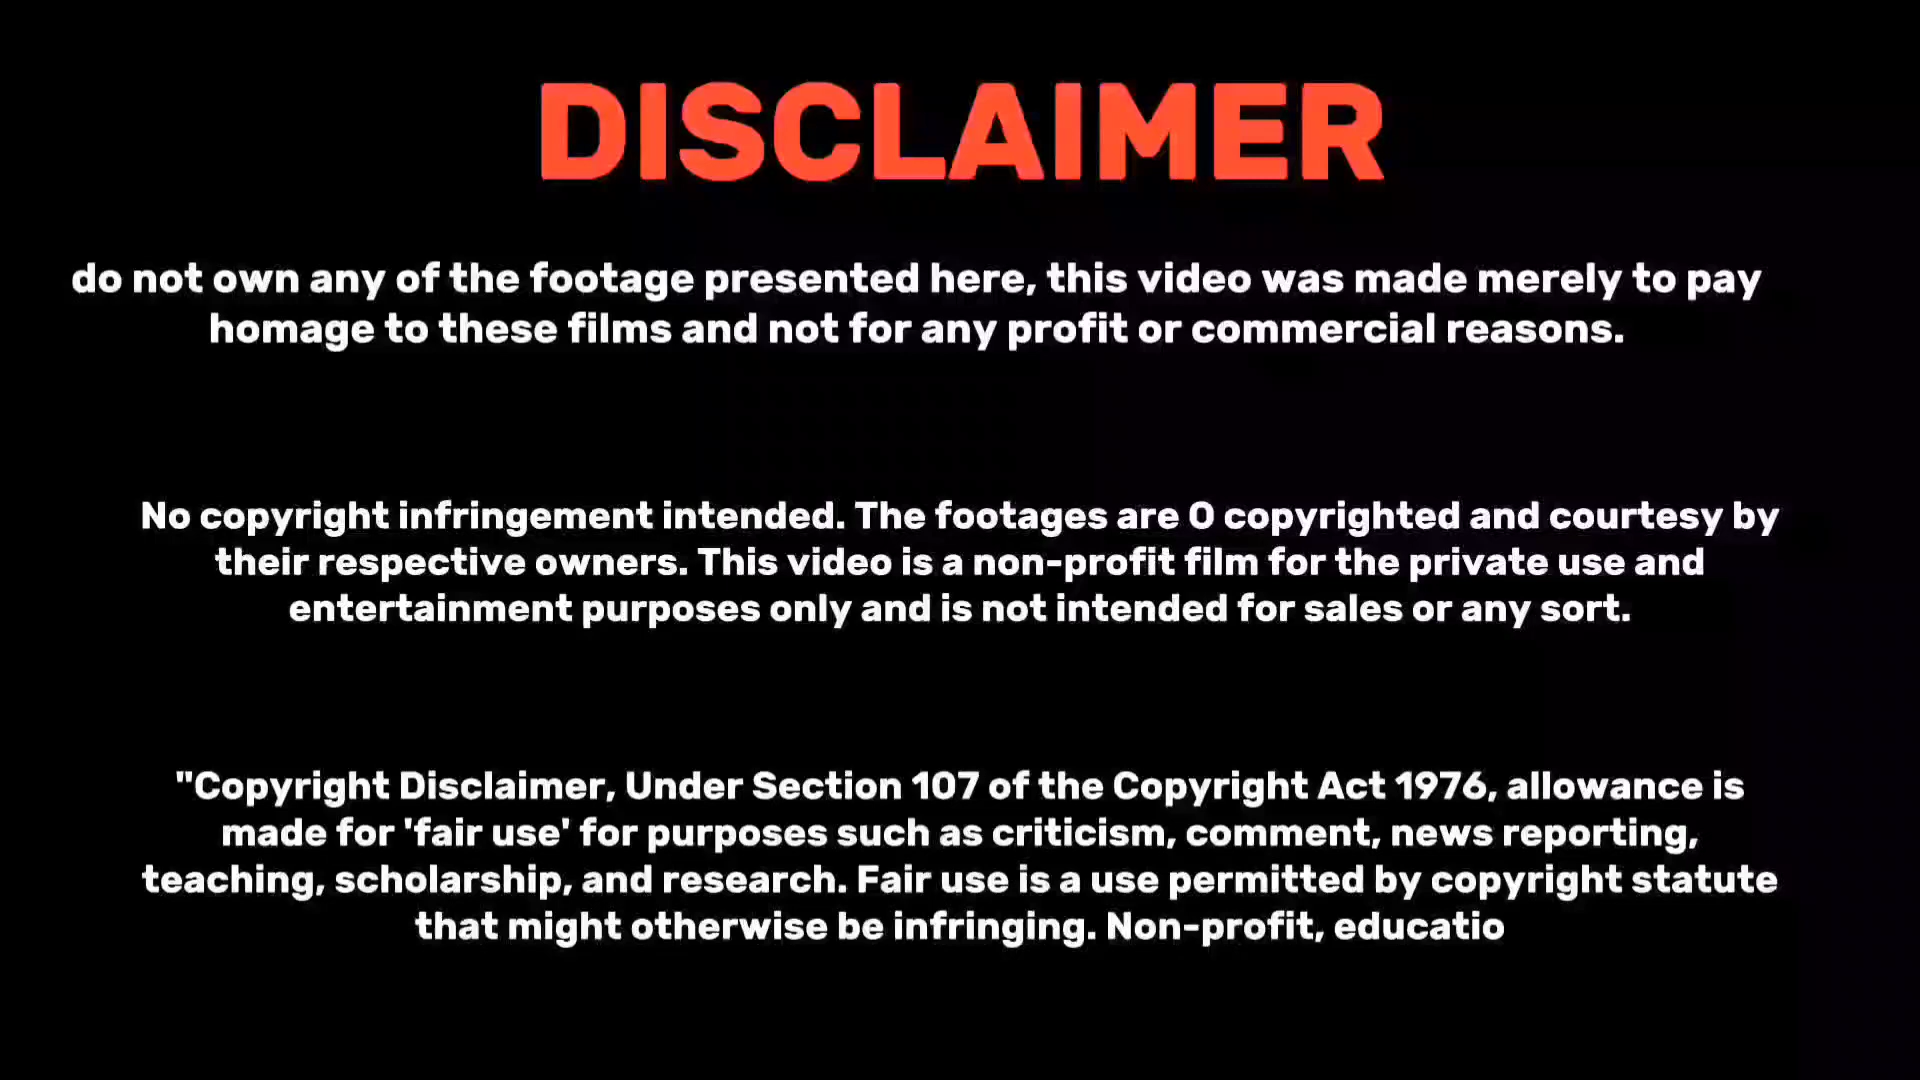 DISCLAIMER
do not own any of the footage presented here, this video was made merely to pay
homage to these films and not for any profit or commercial reasons.
No copyright infringement intended. The footages are O copyrighted and courtesy by
their respective owners. This video is a non-profit film for the private use and
entertainment purposes only and is not intended for sales or any sort.
"Copyright Disclaimer, Under Section 107 of the Copyright Act 1976, allowance is
made for 'fair use' for purposes such as criticism, comment, news reporting,
teaching, scholarship, and research. Fair use is a use permitted by copyright statute
that might otherwise be infringing. Non-profit, educatio